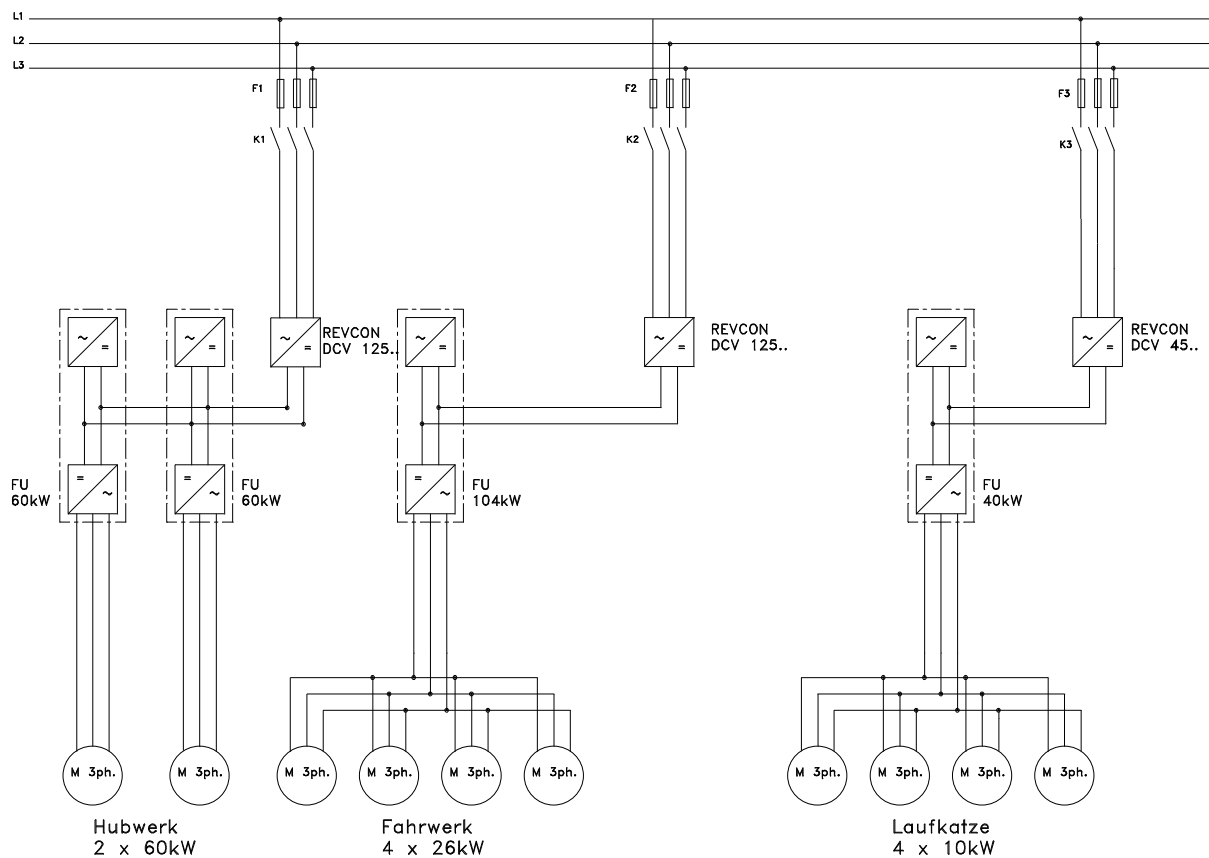 L1
L2
L3
F1
F2
F3
K1
K2
K3
~
=
~
=
~
=
REVCON
DCV 125..
~
=
~
=
REVCON
DCV 125..
~
=
~
=
REVCON
DCV 45..
FU
60kW
=
~
=
~
FU
60kW
=
~
FU
104kW
=
~
FU
40kW
M 3ph.
M 3ph.
M 3ph.
M 3ph.
M 3ph.
M 3ph.
M 3ph.
M 3ph.
M 3ph.
M 3ph.
Hubwerk
2 x 60kW
Fahrwerk
4 x 26kW
Laufkatze
4 x 10kW